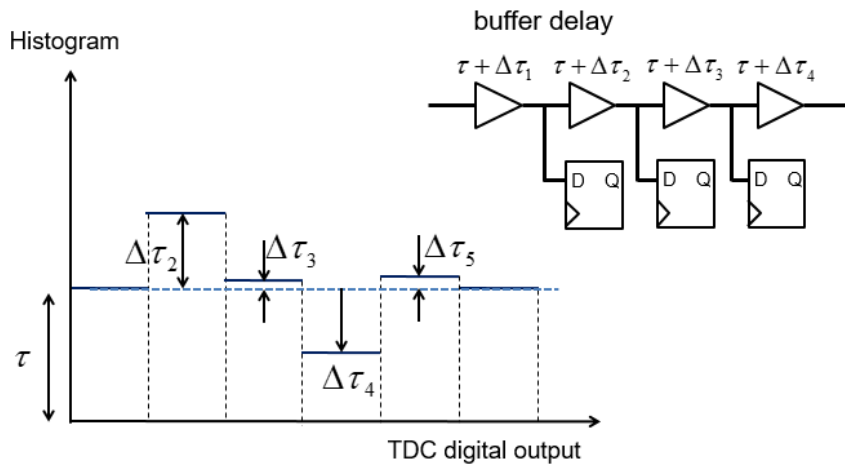 buffer delay
Histogram
τ + Δτ₁ τ + Δτ₂ τ + Δτ₃ τ + Δτ₄
D Q D Q D Q
Δτ₂ Δτ₃ Δτ₅
τ
Δτ₄
TDC digital output